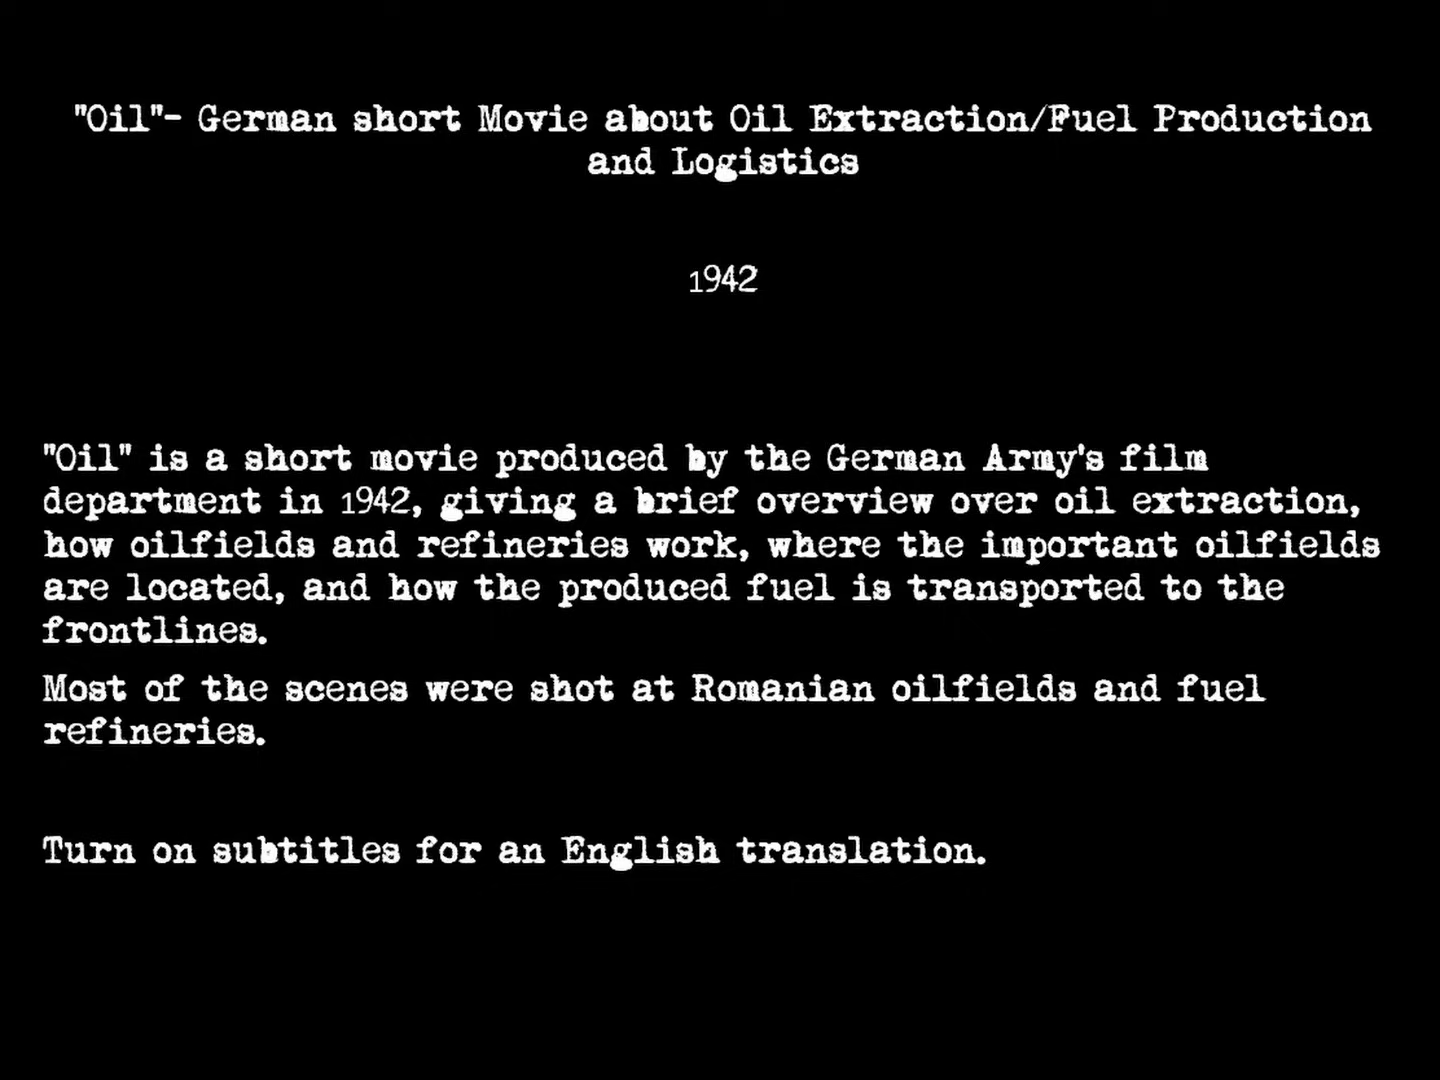 "Oil"- German short Movie about Oil Extraction/Fuel Production
and Logistics
1942
"Oil" is a short movie produced by the German Army's film
department in 1942, giving a brief overview over oil extraction,
how oilfields and refineries work, where the important oilfields
are located, and how the produced fuel is transported to the
frontlines.
Most of the scenes were shot at Romanian oilfields and fuel
refineries.
Turn on subtitles for an English translation.